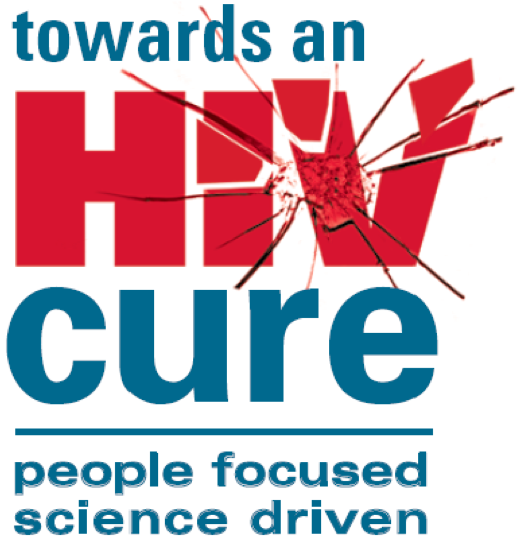 towards an
HIV
cure
people focused
science driven